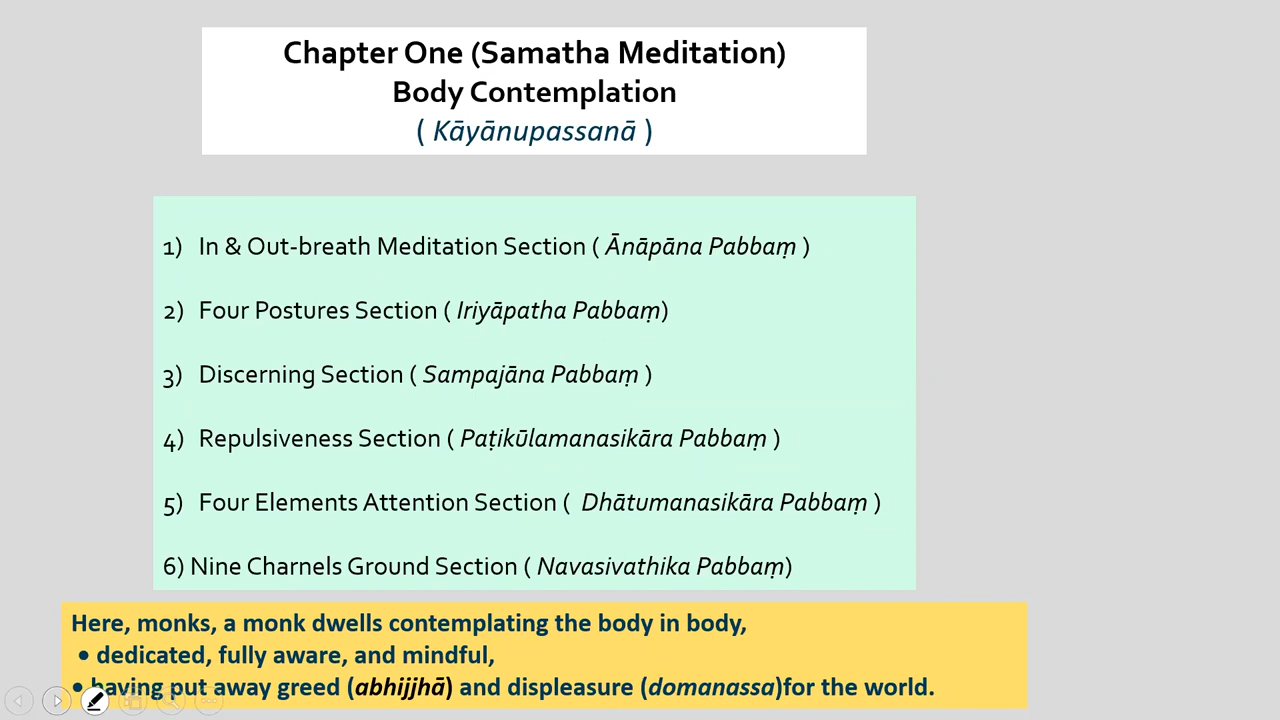 Chapter One (Samatha Meditation)
Body Contemplation
( Kāyānupassanā )
1) In & Out-breath Meditation Section ( Ānāpāna Pabbaṃ )
2) Four Postures Section ( Iriyāpatha Pabbaṃ)
3) Discerning Section ( Sampajāna Pabbaṃ )
4) Repulsiveness Section ( Paṭikūlamanasikāra Pabbaṃ )
5) Four Elements Attention Section ( Dhātumanasikāra Pabbaṃ )
6) Nine Charnels Ground Section ( Navasivathika Pabbaṃ)
Here, monks, a monk dwells contemplating the body in body,
• dedicated, fully aware, and mindful,
• having put away greed (abhijjhā) and displeasure (domanassa)for the world.